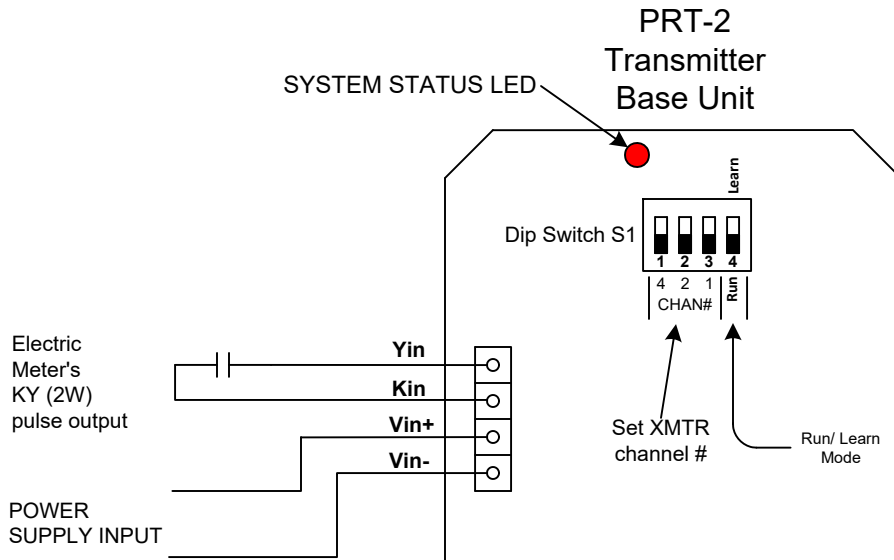 PRT-2
Transmitter
Base Unit
SYSTEM STATUS LED
Learn
Dip Switch S1
1 2 3 4
4 2 1
CHAN#
Run
Electric
Meter's
KY (2W)
pulse output
Yin
Kin
Vin+
Vin-
Set XMTR
channel #
Run/ Learn
Mode
POWER
SUPPLY INPUT